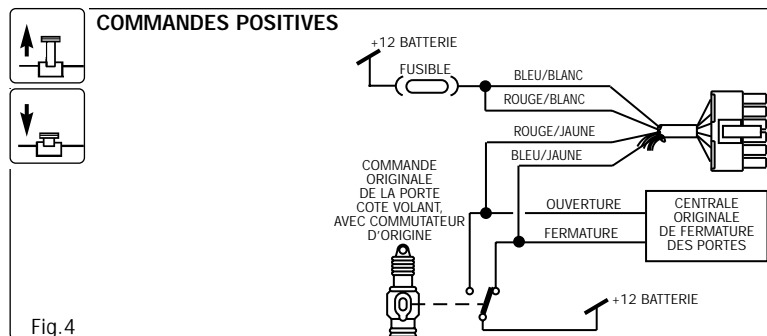 COMMANDES POSITIVES
+12 BATTERIE
FUSIBLE
BLEU/BLANC
ROUGE/BLANC
ROUGE/JAUNE
BLEU/JAUNE
COMMANDE
ORIGINALE
DE LA PORTE
COTE VOLANT,
AVEC COMMUTATEUR
D'ORIGINE
OUVERTURE
FERMATURE
CENTRALE
ORIGINALE
DE FERMATURE
DES PORTES
+12 BATTERIE
Fig.4